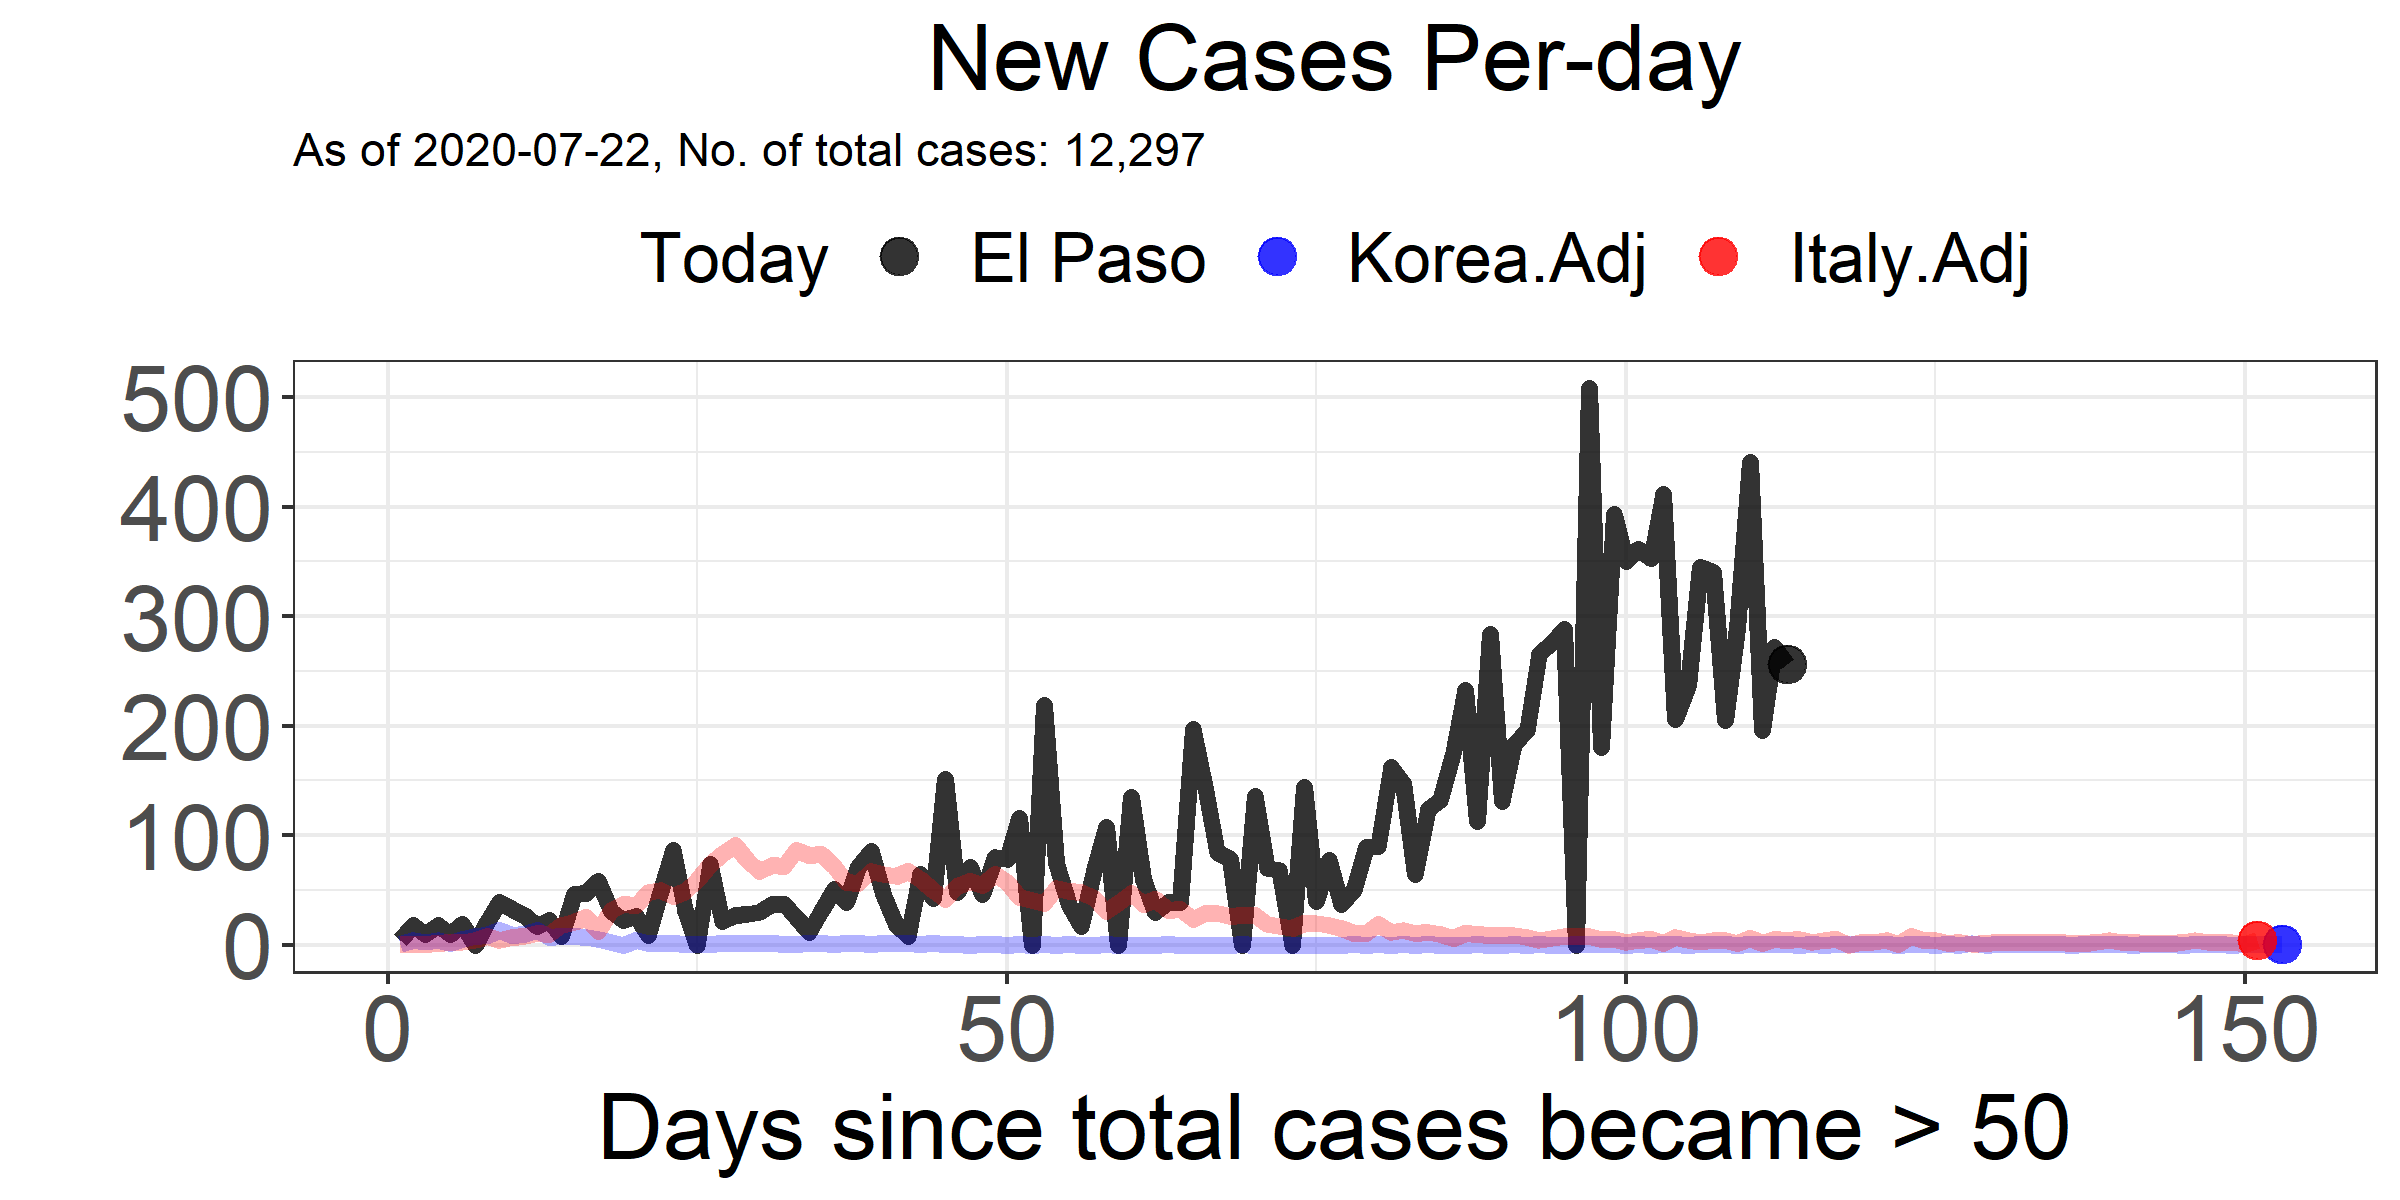 New Cases Per-day
As of 2020-07-22, No. of total cases: 12,297
Today El Paso Korea.Adj Italy.Adj
500
400
300
200
100
0
0 50 100 150
Days since total cases became > 50